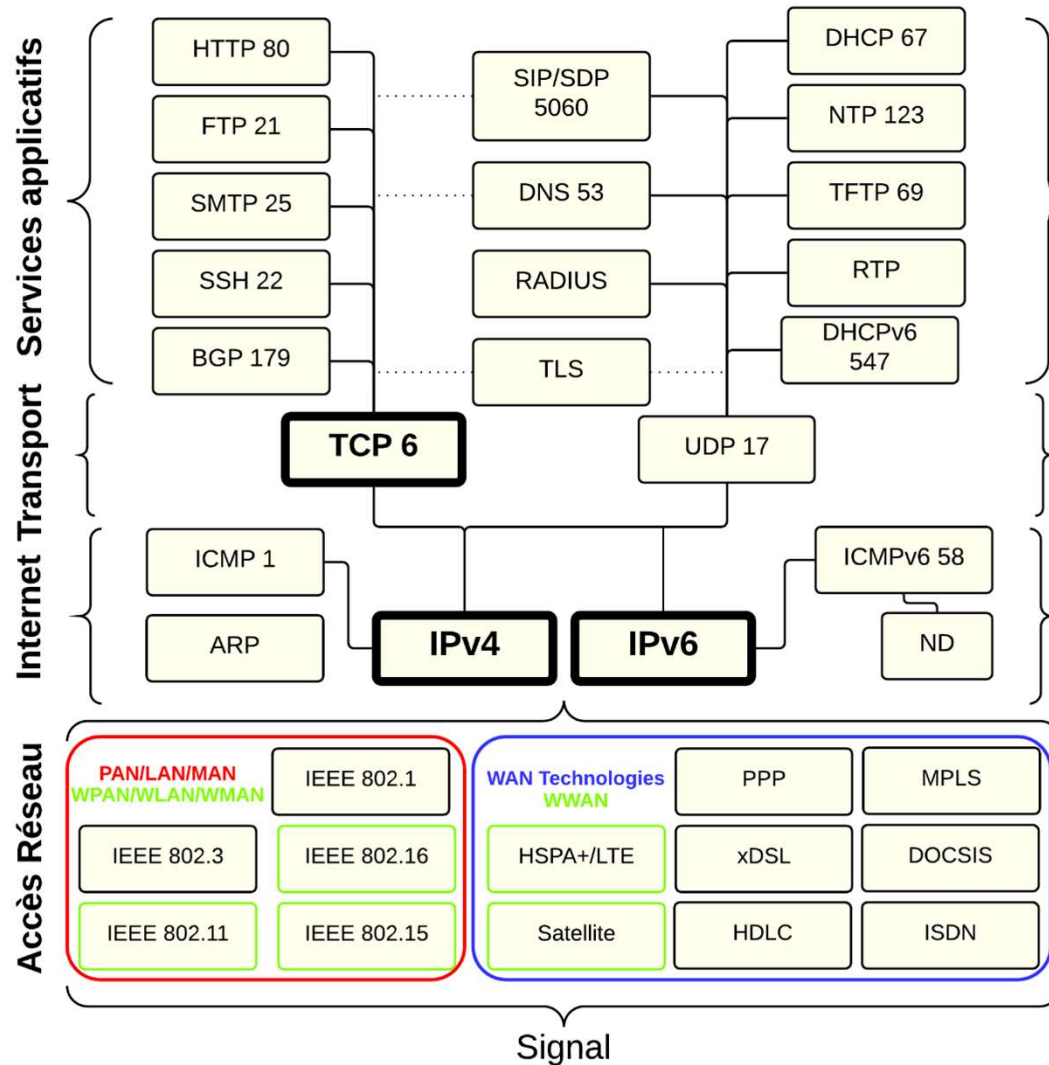 Services applicatifs
HTTP 80
FTP 21
SMTP 25
SSH 22
BGP 179
SIP/SDP
5060
DNS 53
RADIUS
TLS
DHCP 67
NTP 123
TFTP 69
RTP
DHCPv6
547
Transport
TCP 6
UDP 17
Internet
ICMP 1
ARP
IPv4
IPv6
ICMPv6 58
ND
Accès Réseau
PAN/LAN/MAN
WPAN/WLAN/WMAN
IEEE 802.1
IEEE 802.3
IEEE 802.16
IEEE 802.11
IEEE 802.15
WAN Technologies
WWAN
PPP
MPLS
HSPA+/LTE
xDSL
DOCSIS
Satellite
HDLC
ISDN
Signal